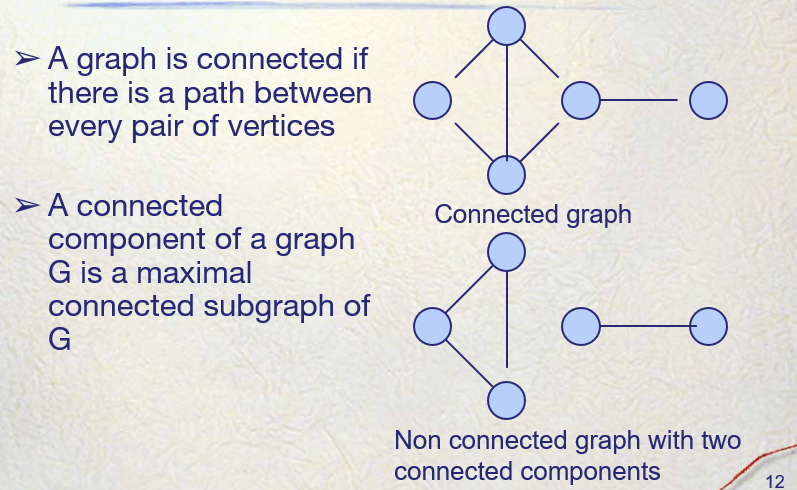 ➢ A graph is connected if
there is a path between
every pair of vertices
➢ A connected
component of a graph
G is a maximal
connected subgraph of
G
Connected graph
Non connected graph with two
connected components
12